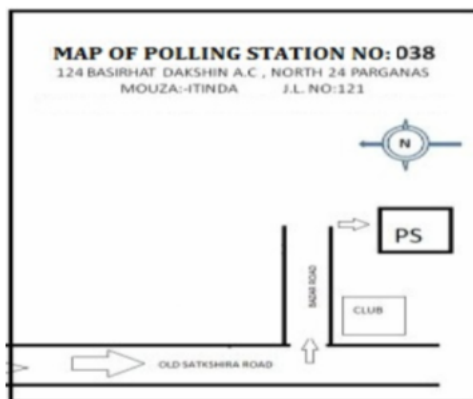 MAP OF POLLING STATION NO: 038
124 BASIRHAT DAKSHIN A.C , NORTH 24 PARGANAS
MOUZA:-ITINDA J.L. NO:121
N
PS
BAZAR ROAD
CLUB
OLD SATKSHIRA ROAD